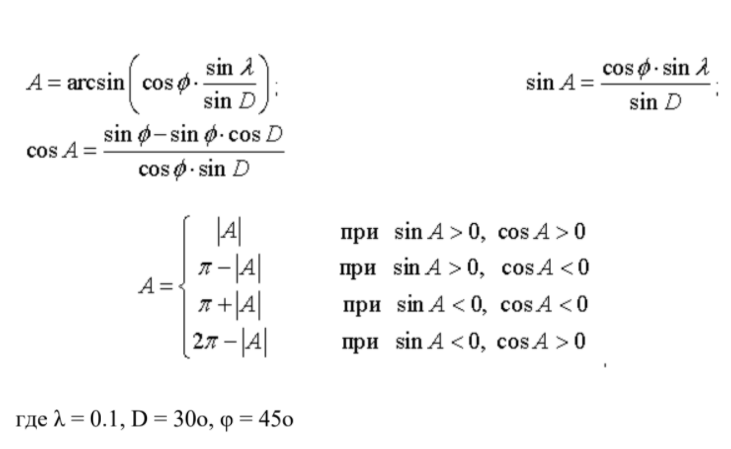 A = arcsin( cos ϕ · sin λ / sin D ); sin A = cos ϕ · sin λ / sin D ;
cos A = sin ϕ − sin ϕ · cos D / cos ϕ · sin D
A = { |A| при sin A > 0, cos A > 0
π − |A| при sin A > 0, cos A < 0
π + |A| при sin A < 0, cos A < 0
2π − |A| при sin A < 0, cos A > 0 ,
где λ = 0.1, D = 30o, φ = 45o